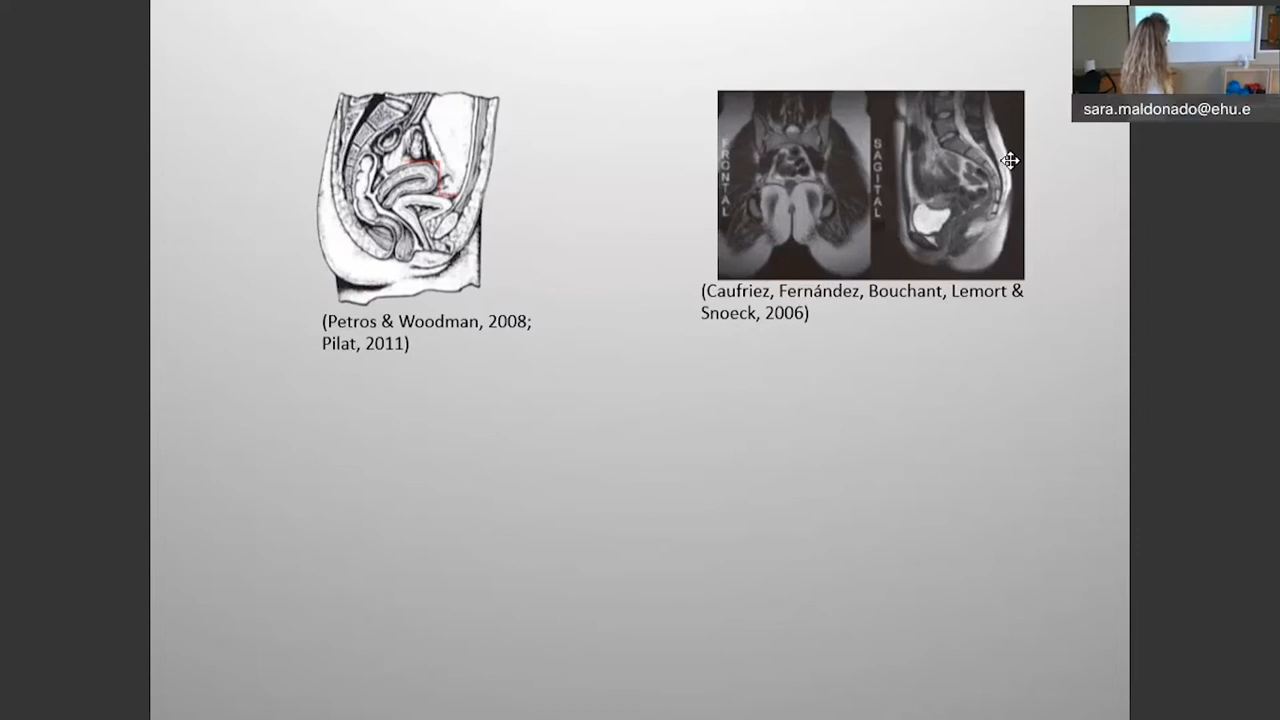 sara.maldonado@ehu.e
FRONTAL
SAGITAL
(Caufriez, Fernández, Bouchant, Lemort &
Snoeck, 2006)
(Petros & Woodman, 2008;
Pilat, 2011)